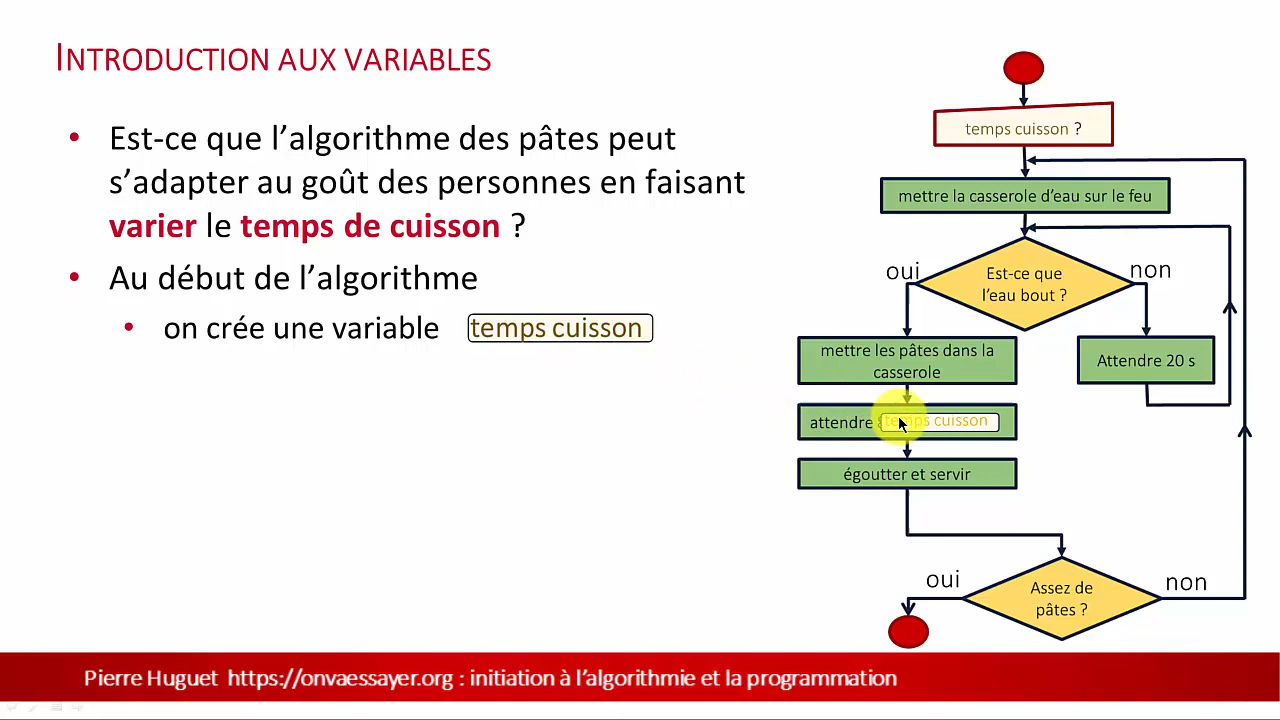 INTRODUCTION AUX VARIABLES
• Est-ce que l'algorithme des pâtes peut
s'adapter au goût des personnes en faisant
varier le temps de cuisson ?
• Au début de l'algorithme
• on crée une variable temps cuisson
temps cuisson ?
mettre la casserole d'eau sur le feu
oui
Est-ce que
l'eau bout ?
non
mettre les pâtes dans la
casserole
Attendre 20 s
attendre temps cuisson
égoutter et servir
oui
Assez de
pâtes ?
non
Pierre Huguet https://onvaessayer.org : initiation à l'algorithmie et la programmation